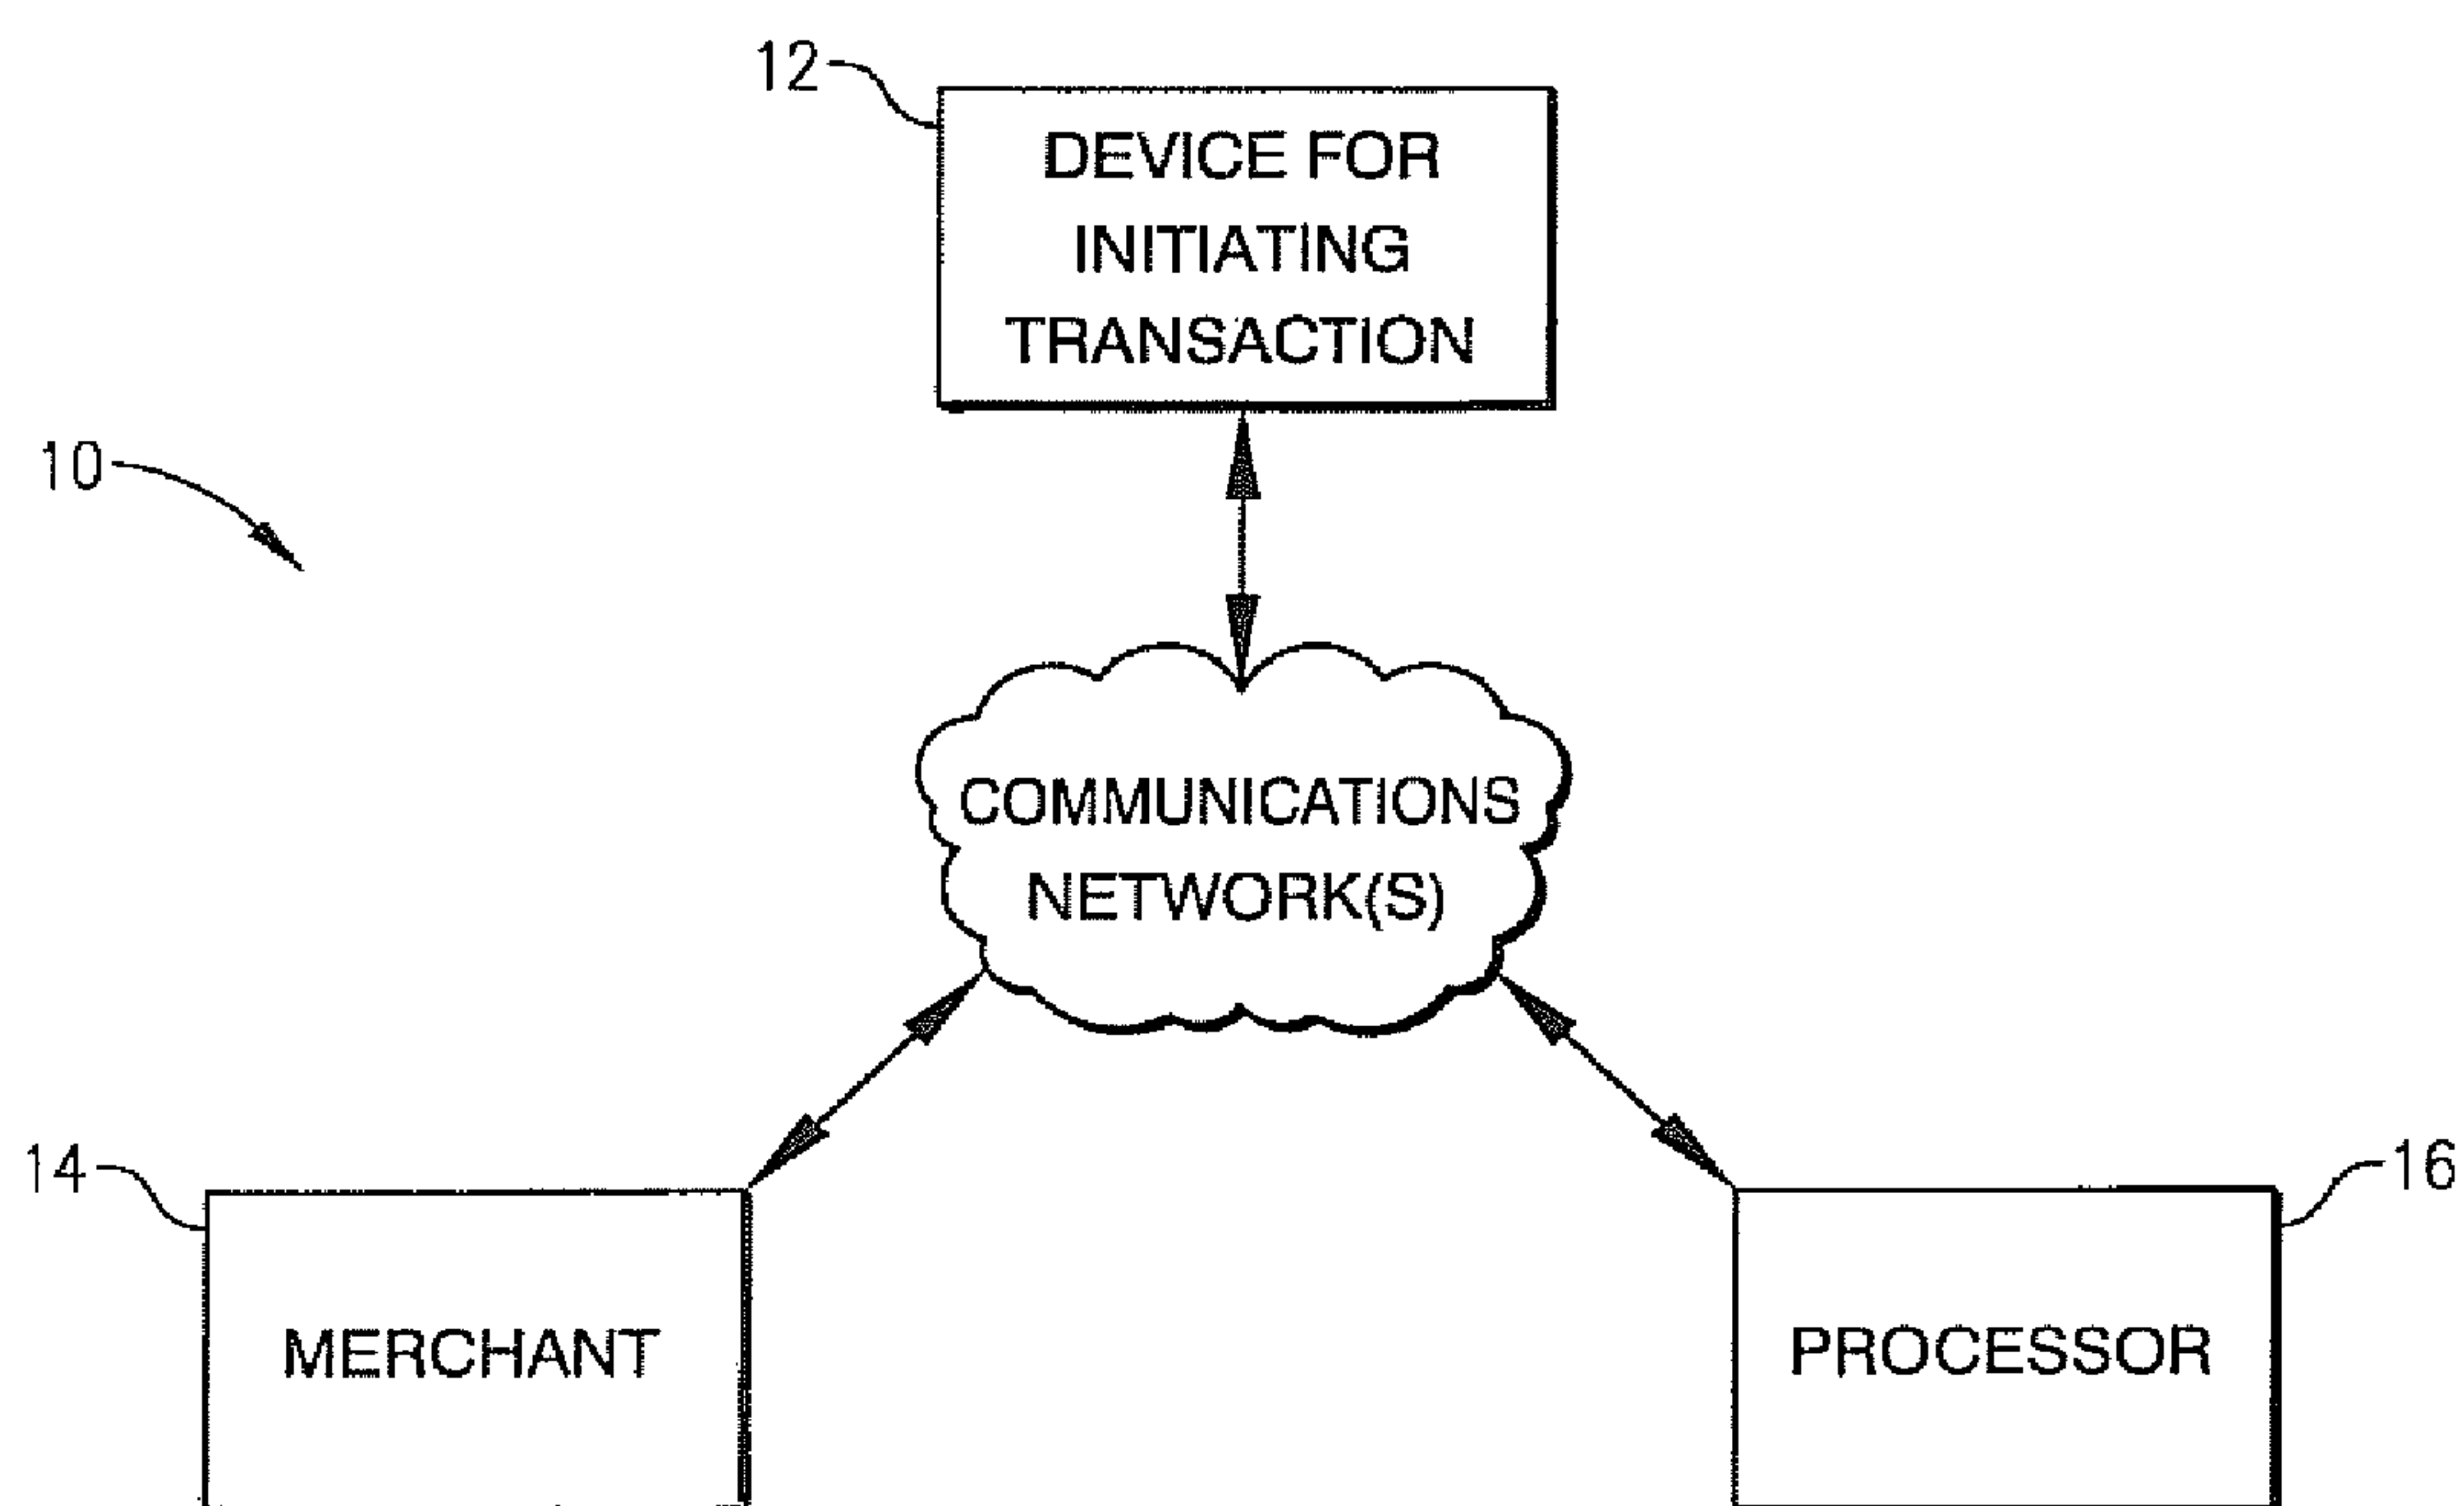 12
DEVICE FOR
INITIATING
TRANSACTION
10
COMMUNICATIONS
NETWORK(S)
14
16
MERCHANT
PROCESSOR